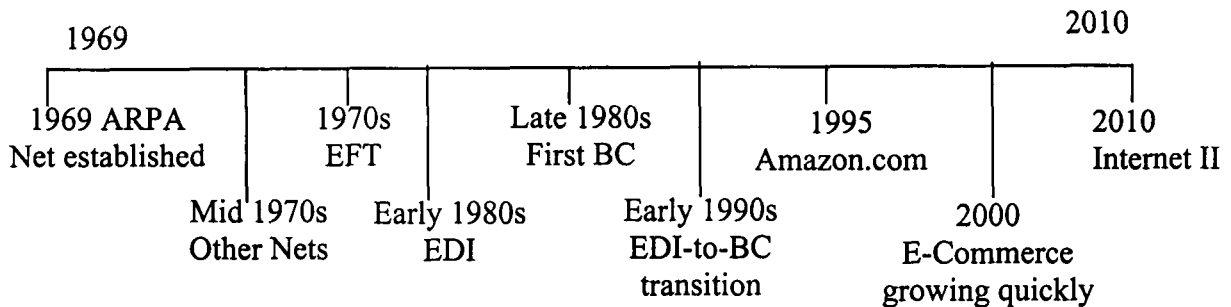 1969
2010
1969 ARPA
Net established
Mid 1970s
Other Nets
1970s
EFT
Early 1980s
EDI
Late 1980s
First BC
Early 1990s
EDI-to-BC
transition
1995
Amazon.com
2000
E-Commerce
growing quickly
2010
Internet II